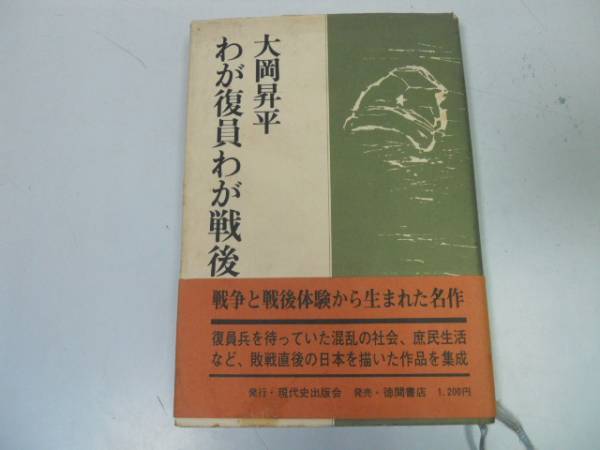 大岡昇平
わが復員わが戦後
戦争と戦後体験から生まれた名作
復員兵を待っていた混乱の社会、庶民生活
など、敗戦直後の日本を描いた作品を集成
発行・現代史出版会 発売・徳間書店 1,200円